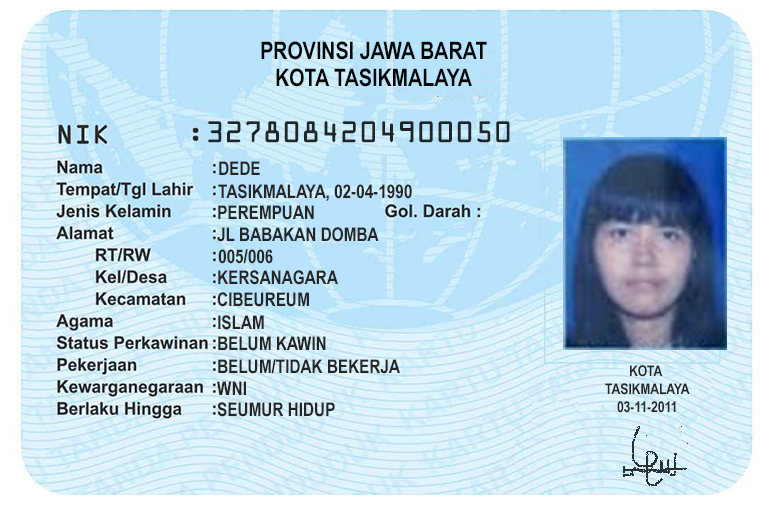 PROVINSI JAWA BARAT
KOTA TASIKMALAYA
NIK :3278084204900050
Nama :DEDE
Tempat/Tgl Lahir :TASIKMALAYA, 02-04-1990
Jenis Kelamin :PEREMPUAN Gol. Darah :
Alamat :JL BABAKAN DOMBA
RT/RW :005/006
Kel/Desa :KERSANAGARA
Kecamatan :CIBEUREUM
Agama :ISLAM
Status Perkawinan :BELUM KAWIN
Pekerjaan :BELUM/TIDAK BEKERJA
Kewarganegaraan :WNI
Berlaku Hingga :SEUMUR HIDUP
KOTA
TASIKMALAYA
03-11-2011